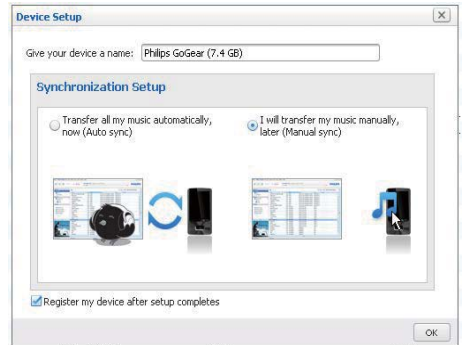 Device Setup
Give your device a name: Philips GoGear (7.4 GB)
Synchronization Setup
Transfer all my music automatically,
now (Auto sync)
I will transfer my music manually,
later (Manual sync)
Register my device after setup completes
OK